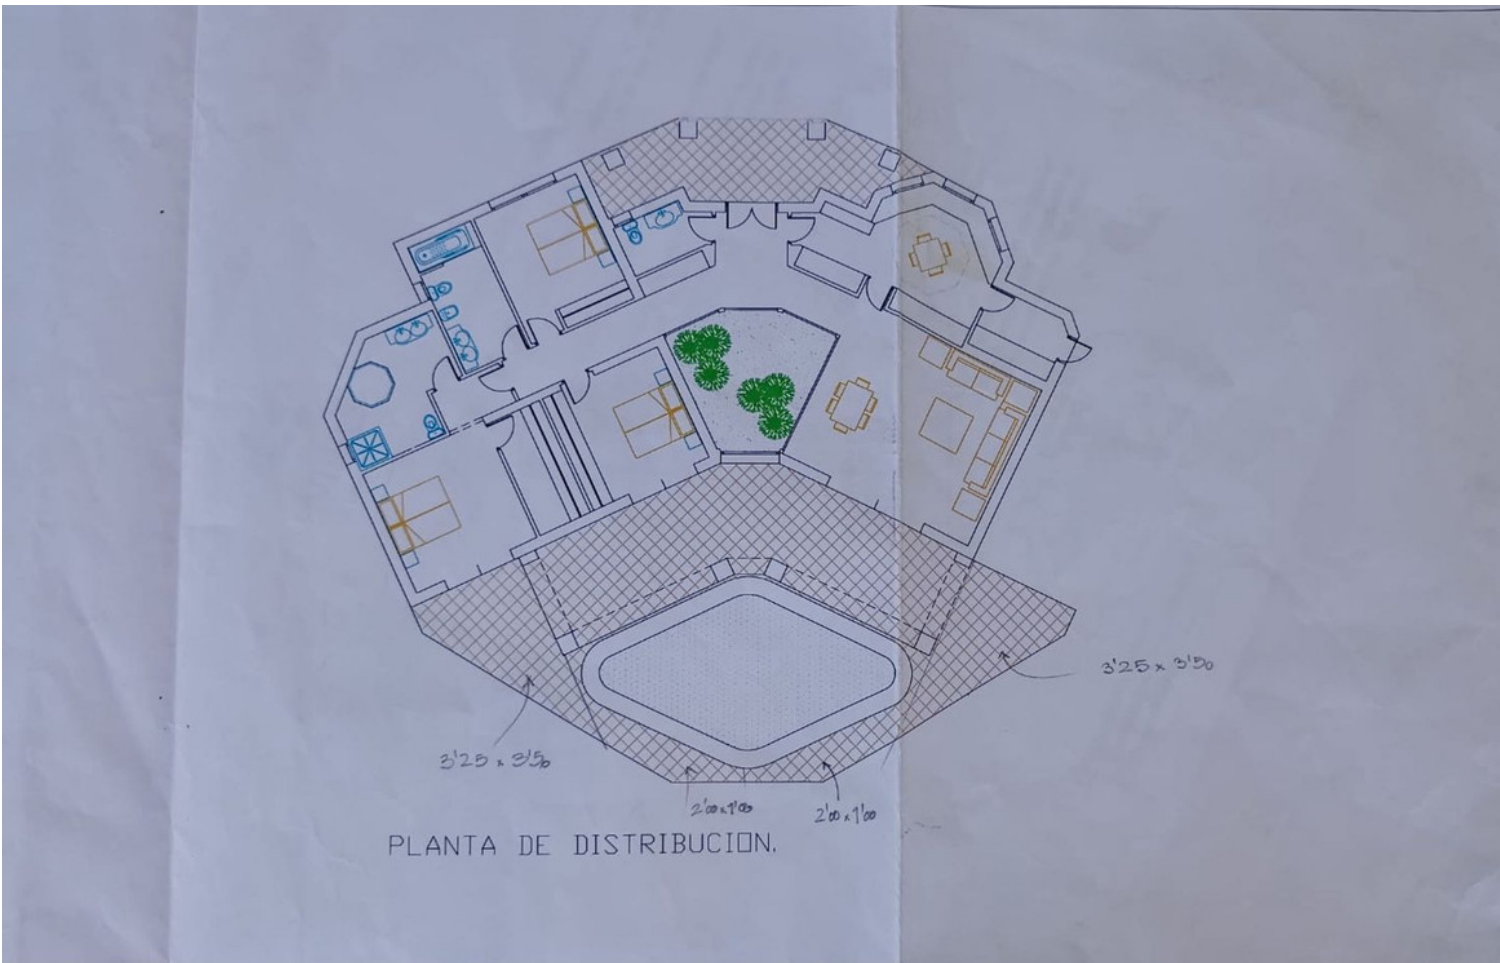 3'25 x 3'50
3'25 x 3'50
2'00 x 1'00
2'00 x 1'00
PLANTA DE DISTRIBUCION.